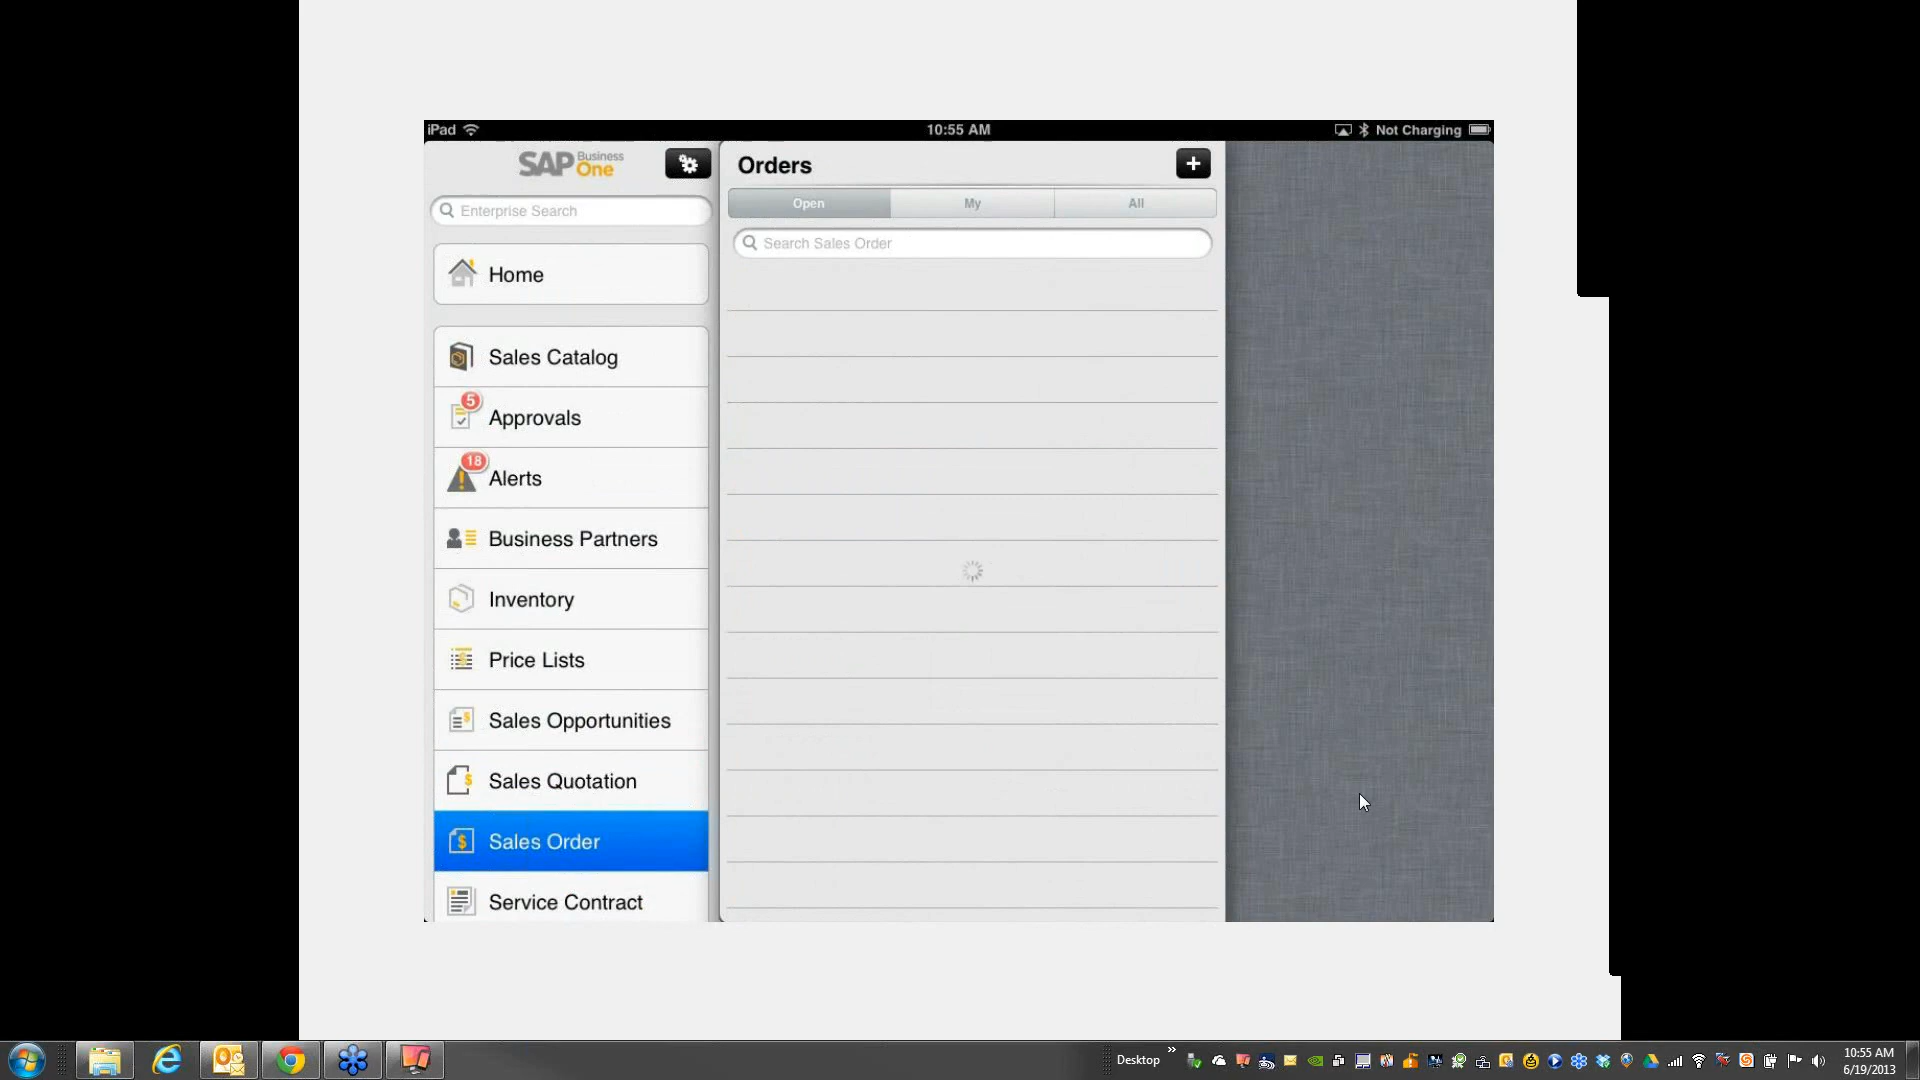 iPad 10:55 AM Not Charging
SAP Business One
Enterprise Search
Home
Sales Catalog
5
Approvals
18
Alerts
Business Partners
Inventory
Price Lists
Sales Opportunities
Sales Quotation
Sales Order
Service Contract
Orders +
Open My All
Search Sales Order
Desktop » 10:55 AM
6/19/2013